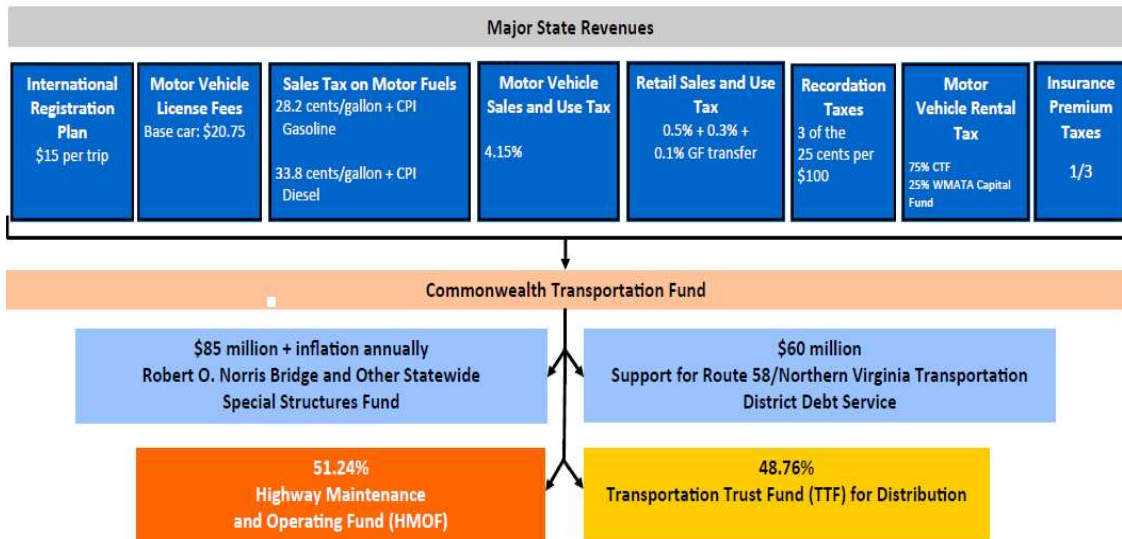 Major State Revenues
International
Registration
Plan
$15 per trip
Motor Vehicle
License Fees
Base car: $20.75
Sales Tax on Motor Fuels
28.2 cents/gallon + CPI
Gasoline
33.8 cents/gallon + CPI
Diesel
Motor Vehicle
Sales and Use Tax
4.15%
Retail Sales and Use
Tax
0.5% + 0.3% +
0.1% GF transfer
Recordation
Taxes
3 of the
25 cents per
$100
Motor
Vehicle Rental
Tax
75% CTF
25% WMATA Capital
Fund
Insurance
Premium
Taxes
1/3
Commonwealth Transportation Fund
$85 million + inflation annually
Robert O. Norris Bridge and Other Statewide
Special Structures Fund
$60 million
Support for Route 58/Northern Virginia Transportation
District Debt Service
51.24%
Highway Maintenance
and Operating Fund (HMOF)
48.76%
Transportation Trust Fund (TTF) for Distribution